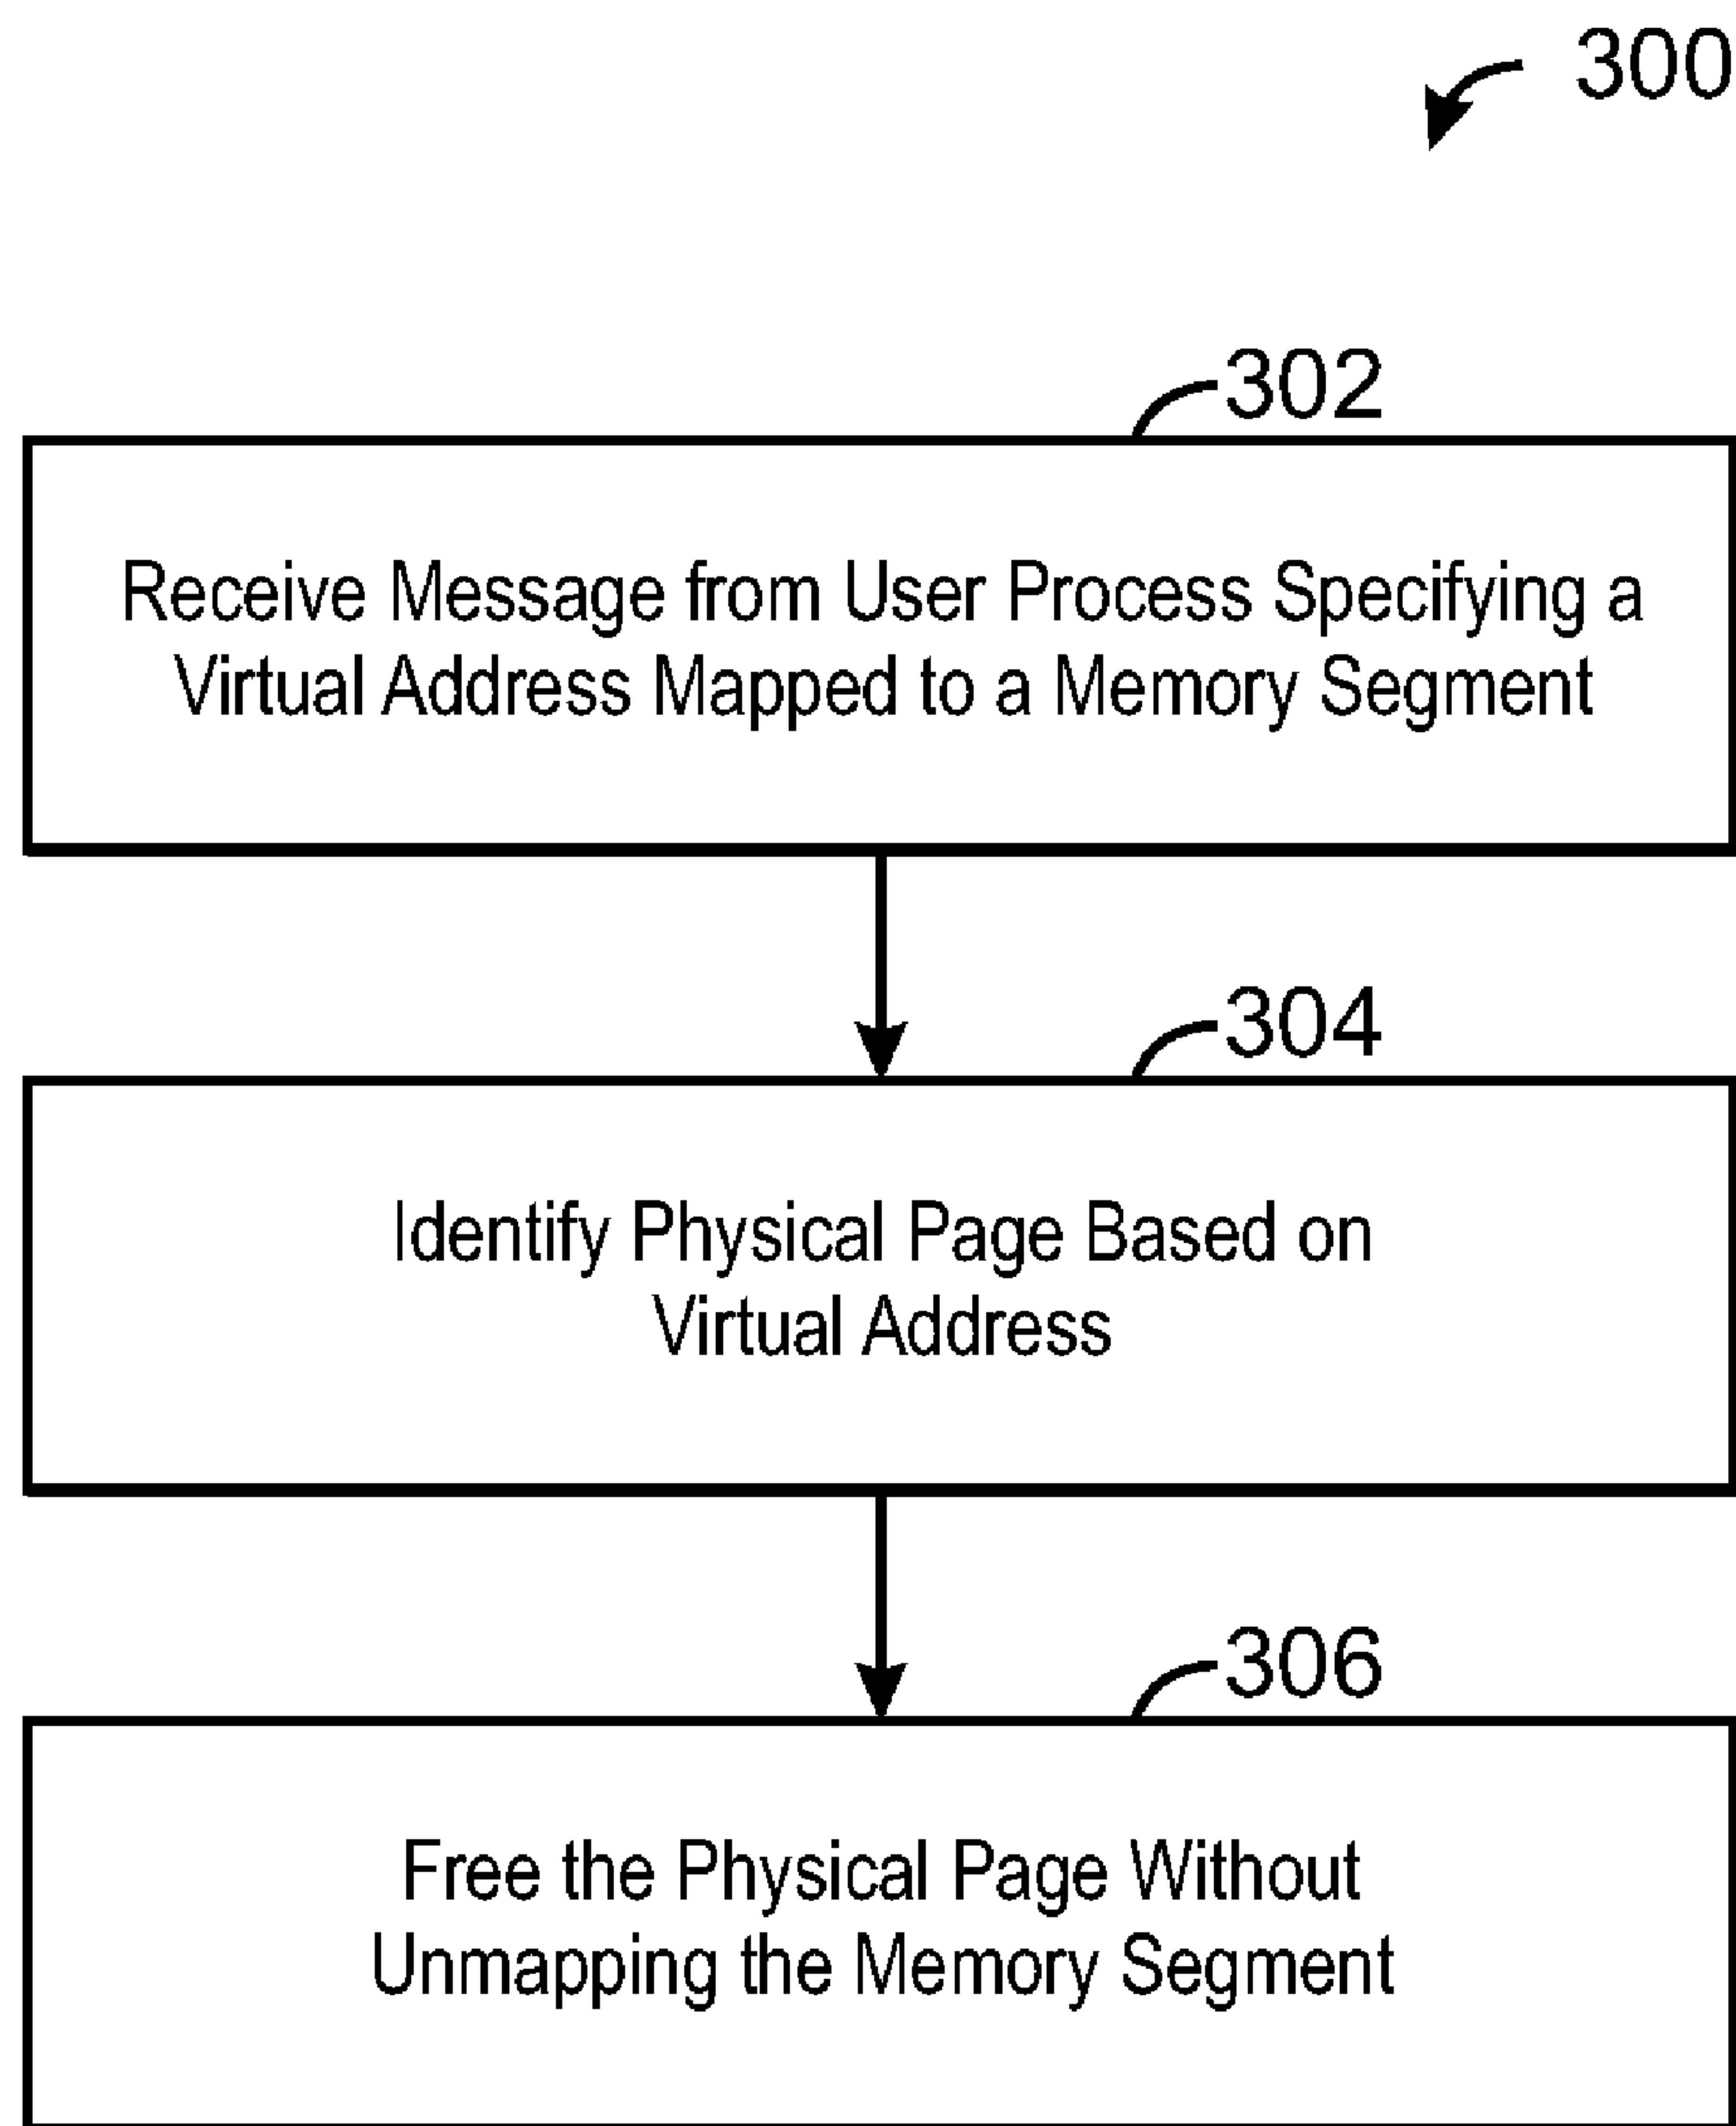 300
302
Receive Message from User Process Specifying a
Virtual Address Mapped to a Memory Segment
304
Identify Physical Page Based on
Virtual Address
306
Free the Physical Page Without
Unmapping the Memory Segment